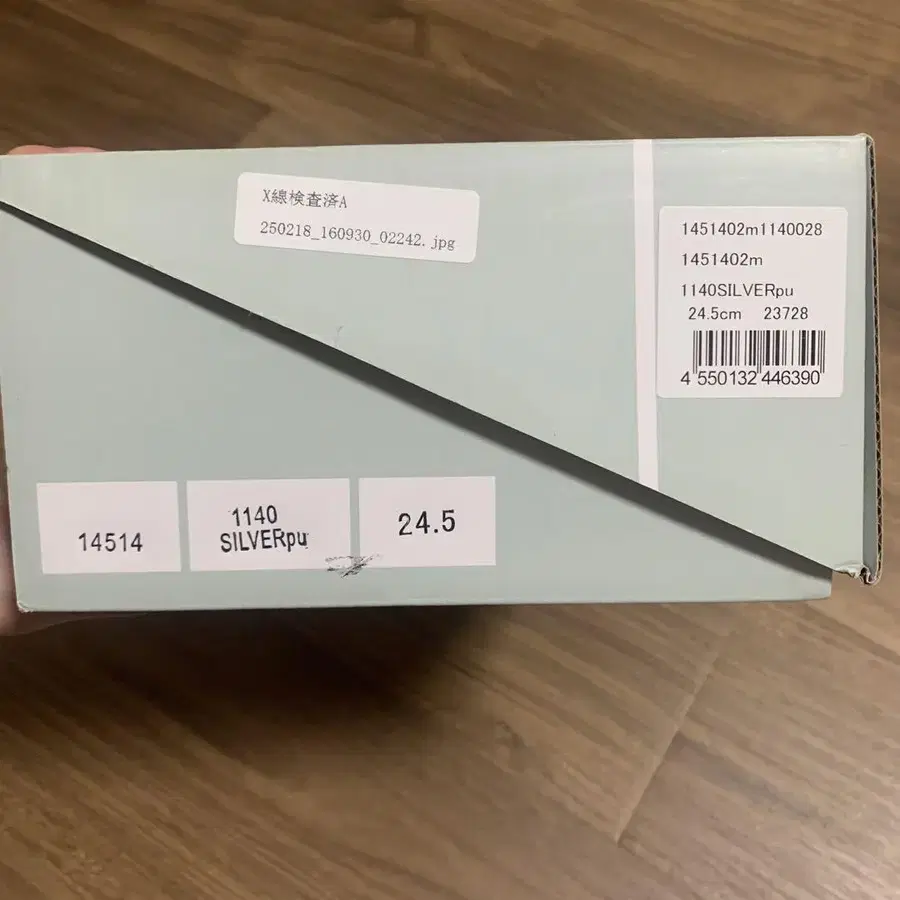 X線検査済A
250218_160930_02242.jpg
1451402m1140028
1451402m
1140SILVERpu
24.5cm 23728
4 550132 446390
14514
1140
SILVERpu
24.5